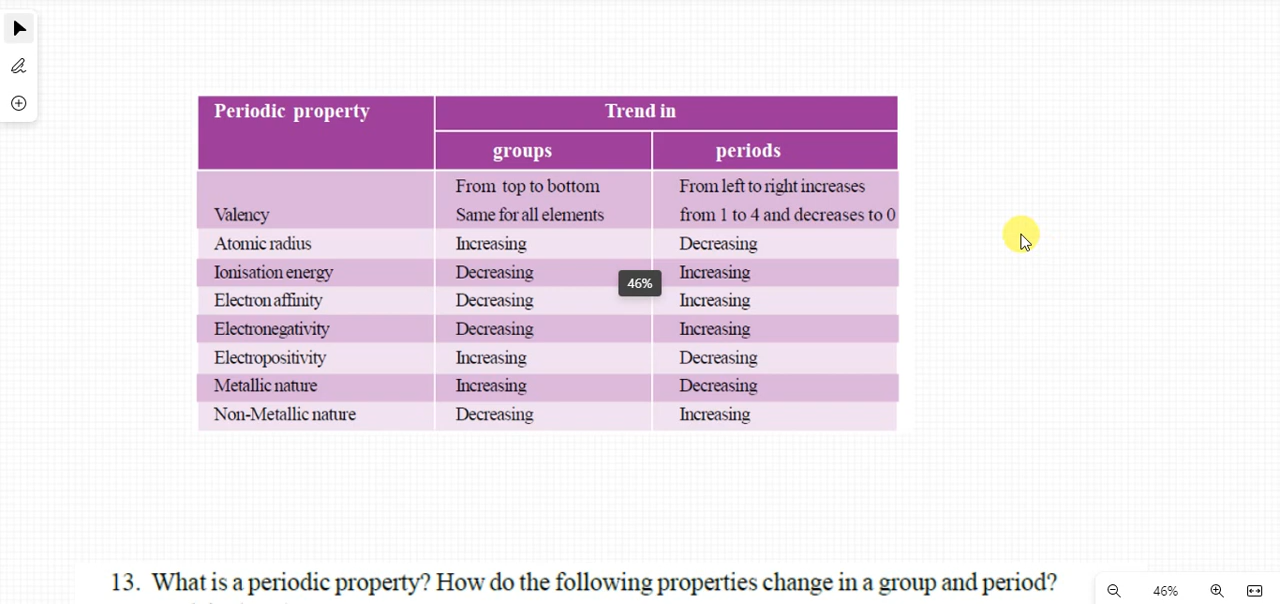 Periodic property
Trend in
groups
periods
Valency
From top to bottom
Same for all elements
From left to right increases
from 1 to 4 and decreases to 0
Atomic radius Increasing Decreasing
Ionisation energy Decreasing Increasing
46%
Electron affinity Decreasing Increasing
Electronegativity Decreasing Increasing
Electropositivity Increasing Decreasing
Metallic nature Increasing Decreasing
Non-Metallic nature Decreasing Increasing
13. What is a periodic property? How do the following properties change in a group and period?
46%